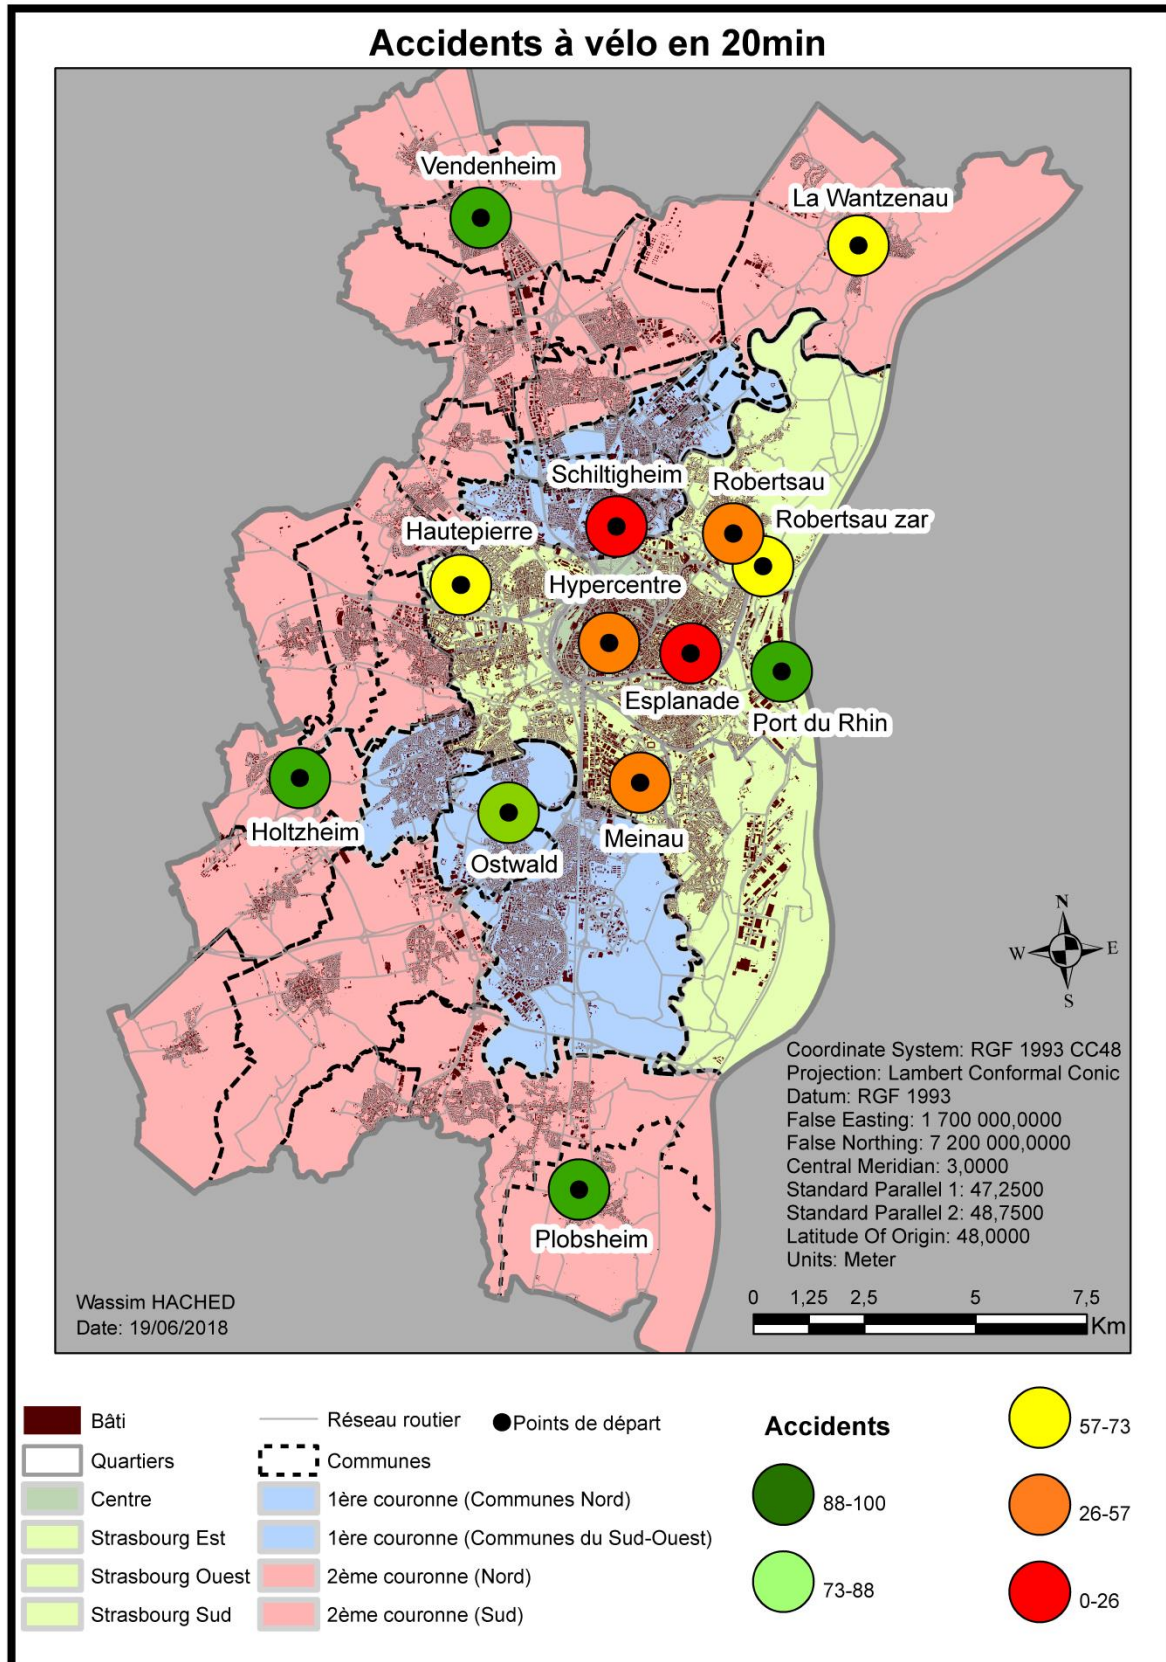 Accidents à vélo en 20min
Vendenheim
La Wantzenau
Schiltigheim
Robertsau
Robertsau zar
Hautepierre
Hypercentre
Esplanade
Port du Rhin
Holtzheim
Ostwald
Meinau
Plobsheim
N
W
E
S
Coordinate System: RGF 1993 CC48
Projection: Lambert Conformal Conic
Datum: RGF 1993
False Easting: 1 700 000,0000
False Northing: 7 200 000,0000
Central Meridian: 3,0000
Standard Parallel 1: 47,2500
Standard Parallel 2: 48,7500
Latitude Of Origin: 48,0000
Units: Meter
0 1,25 2,5 5 7,5
Km
Wassim HACHED
Date: 19/06/2018
Bâti
Quartiers
Centre
Strasbourg Est
Strasbourg Ouest
Strasbourg Sud
Réseau routier
Communes
1ère couronne (Communes Nord)
1ère couronne (Communes du Sud-Ouest)
2ème couronne (Nord)
2ème couronne (Sud)
Points de départ
Accidents
88-100
73-88
57-73
26-57
0-26